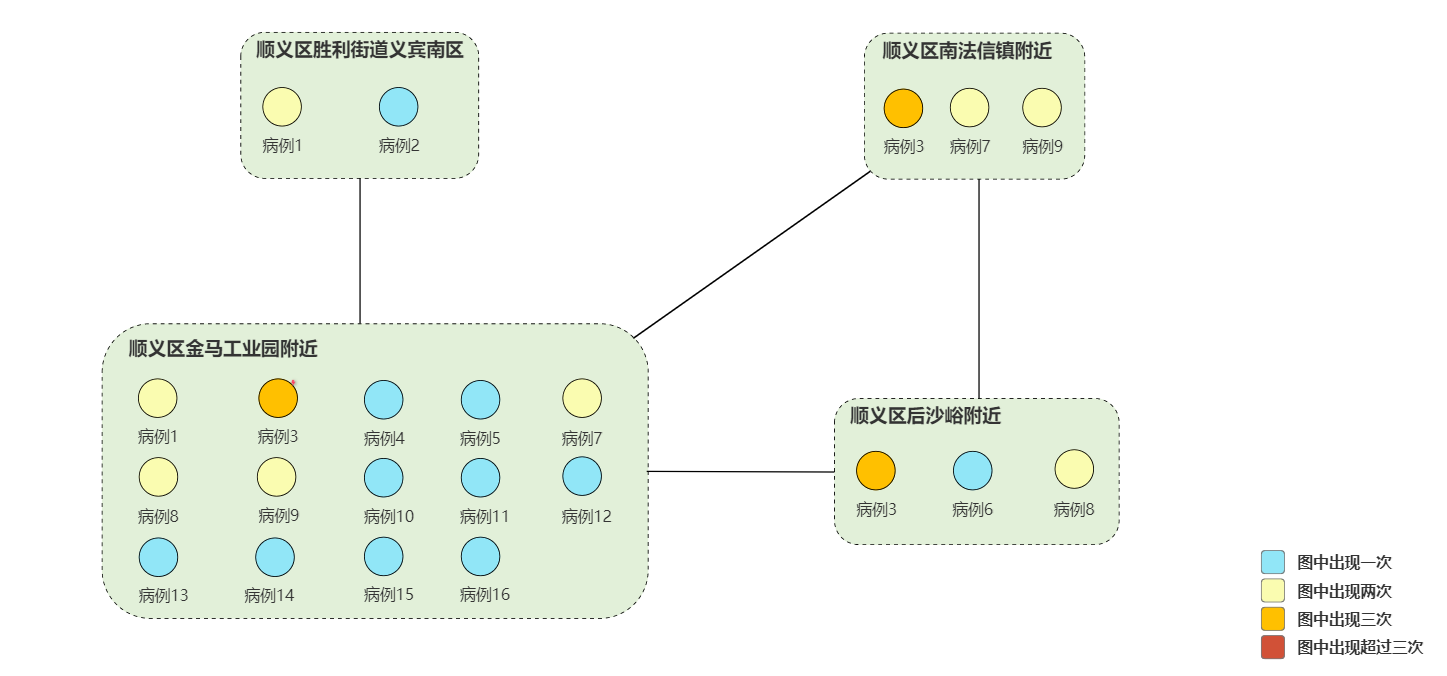 顺义区胜利街道义宾南区
病例1
病例2
顺义区南法信镇附近
病例3
病例7
病例9
顺义区金马工业园附近
病例1
病例3
病例4
病例5
病例7
病例8
病例9
病例10
病例11
病例12
病例13
病例14
病例15
病例16
顺义区后沙峪附近
病例3
病例6
病例8
图中出现一次
图中出现两次
图中出现三次
图中出现超过三次